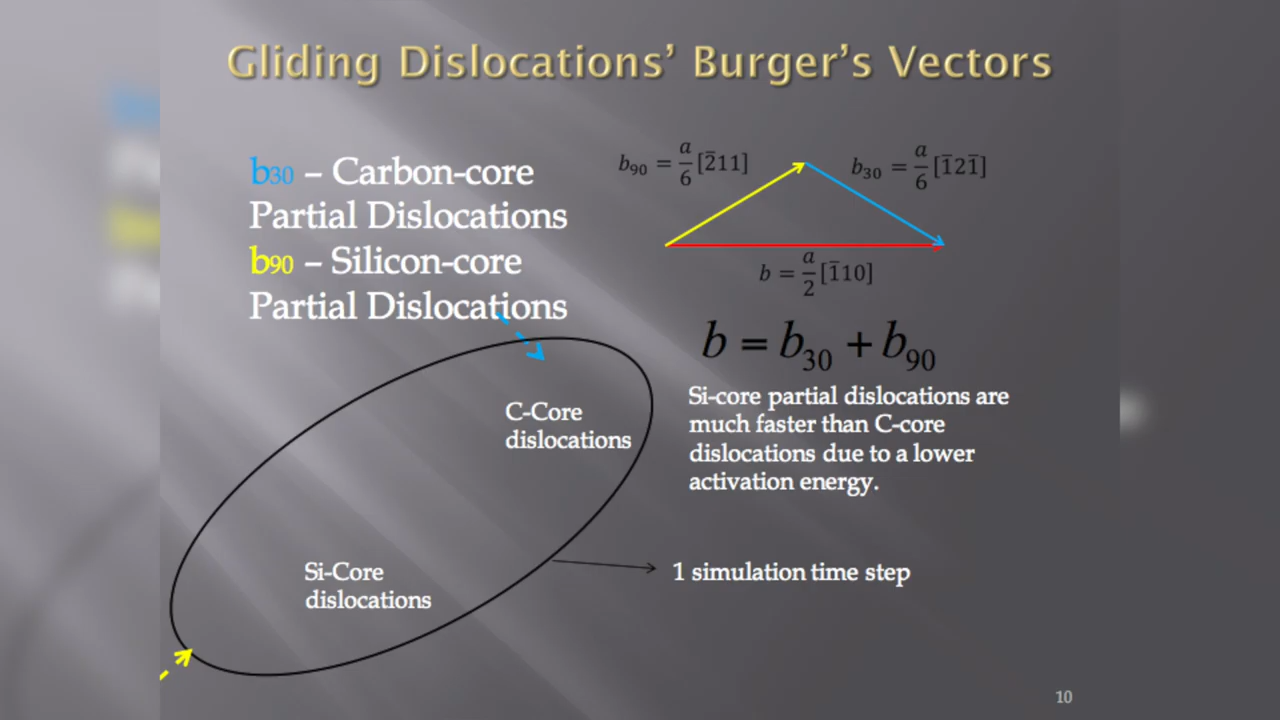 Gliding Dislocations’ Burger’s Vectors
b30 – Carbon-core
Partial Dislocations
b90 – Silicon-core
Partial Dislocations
b₉₀ = a/6 [2̅11]
b₃₀ = a/6 [1̅21̅]
b = a/2 [1̅10]
b = b₃₀ + b₉₀
Si-core partial dislocations are
much faster than C-core
dislocations due to a lower
activation energy.
C-Core
dislocations
Si-Core
dislocations
1 simulation time step
10